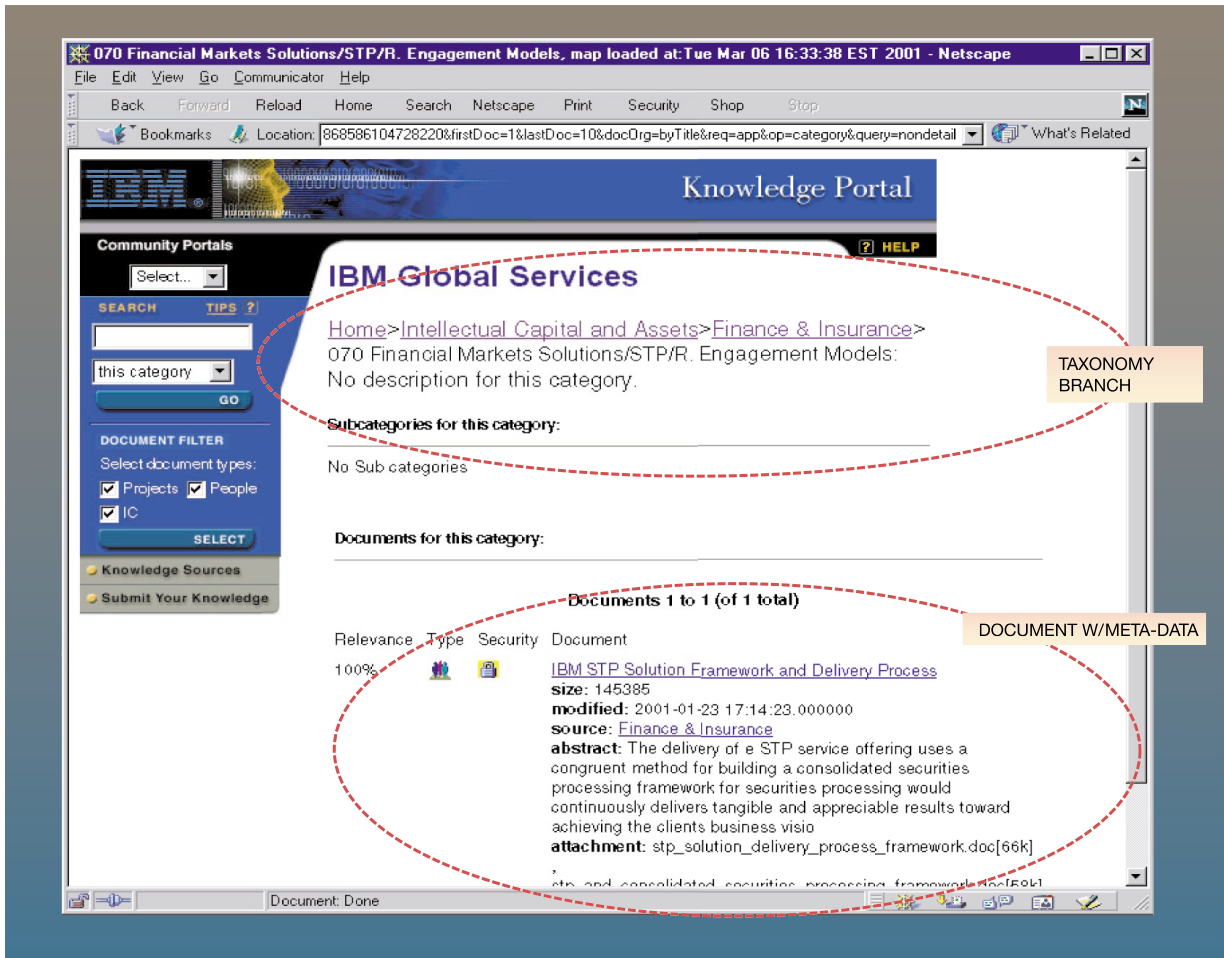 070 Financial Markets Solutions/STP/R. Engagement Models, map loaded at:Tue Mar 06 16:33:38 EST 2001 - Netscape
File Edit View Go Communicator Help
Back Forward Reload Home Search Netscape Print Security Shop Stop
Bookmarks Location: 868586104728220&firstDoc=1&lastDoc=10&docOrg=byTitle&req=app&op=category&query=nondetail What's Related
IBM ® Knowledge Portal
Community Portals
Select...
? HELP
SEARCH TIPS ?
this category
GO
DOCUMENT FILTER
Select document types:
Projects People
IC
SELECT
Knowledge Sources
Submit Your Knowledge
IBM Global Services
Home>Intellectual Capital and Assets>Finance & Insurance>
070 Financial Markets Solutions/STP/R. Engagement Models:
No description for this category.
TAXONOMY
BRANCH
Subcategories for this category:
No Sub categories
Documents for this category:
Documents 1 to 1 (of 1 total)
DOCUMENT W/META-DATA
Relevance Type Security Document
100% IBM STP Solution Framework and Delivery Process
size: 145385
modified: 2001-01-23 17:14:23.000000
source: Finance & Insurance
abstract: The delivery of e STP service offering uses a
congruent method for building a consolidated securities
processing framework for securities processing would
continuously delivers tangible and appreciable results toward
achieving the clients business visio
attachment: stp_solution_delivery_process_framework.doc[66k]
,
stp_and_consolidated_securities_processing_framework.doc[58k]
Document: Done